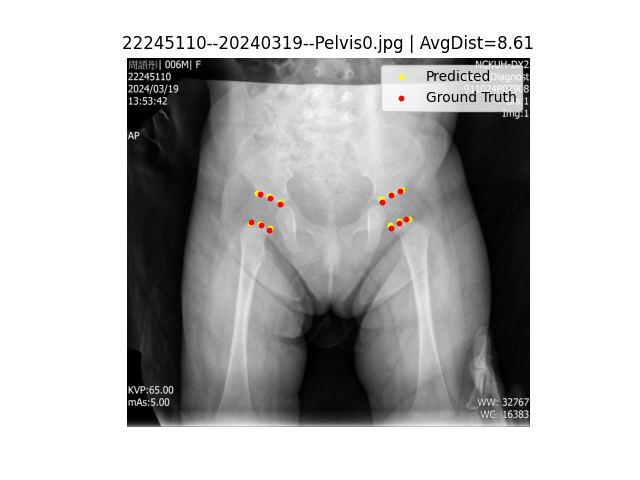 22245110--20240319--Pelvis0.jpg | AvgDist=8.61
| 006M| F
22245110
2024/03/19
13:53:42
AP
NCKUH-DX2
Diagnost
Predicted
Ground Truth
Img:1
KVP:65.00
mAs:5.00
WW: 32767
WC: 16383